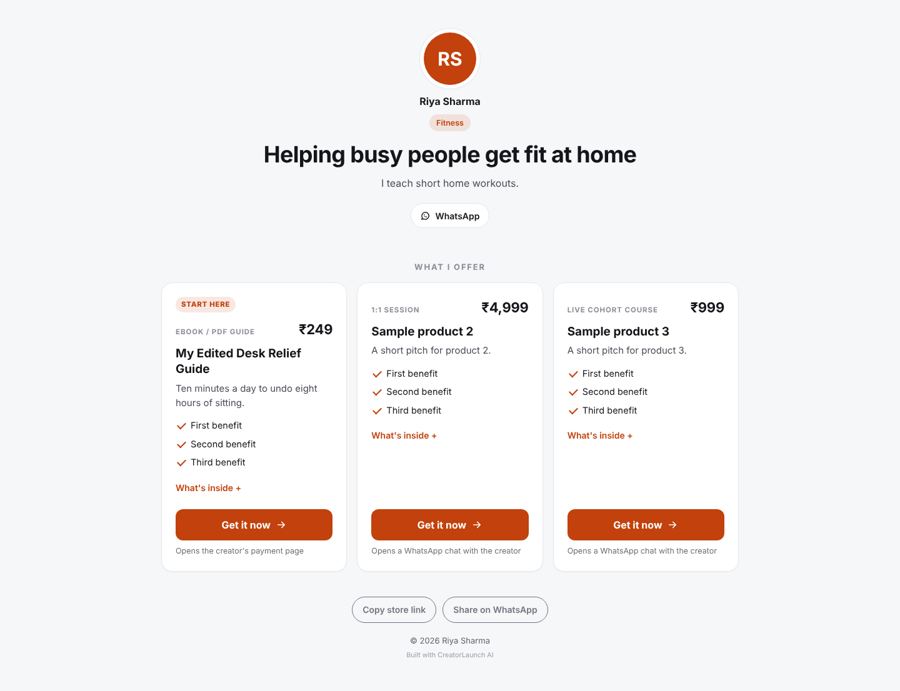 RS
Riya Sharma
Fitness
Helping busy people get fit at home
I teach short home workouts.
WhatsApp
WHAT I OFFER
START HERE
EBOOK / PDF GUIDE
₹249
My Edited Desk Relief
Guide
Ten minutes a day to undo eight
hours of sitting.
First benefit
Second benefit
Third benefit
What's inside +
Get it now →
Opens the creator's payment page
1:1 SESSION
₹4,999
Sample product 2
A short pitch for product 2.
First benefit
Second benefit
Third benefit
What's inside +
Get it now →
Opens a WhatsApp chat with the creator
LIVE COHORT COURSE
₹999
Sample product 3
A short pitch for product 3.
First benefit
Second benefit
Third benefit
What's inside +
Get it now →
Opens a WhatsApp chat with the creator
Copy store link
Share on WhatsApp
© 2026 Riya Sharma
Built with CreatorLaunch AI